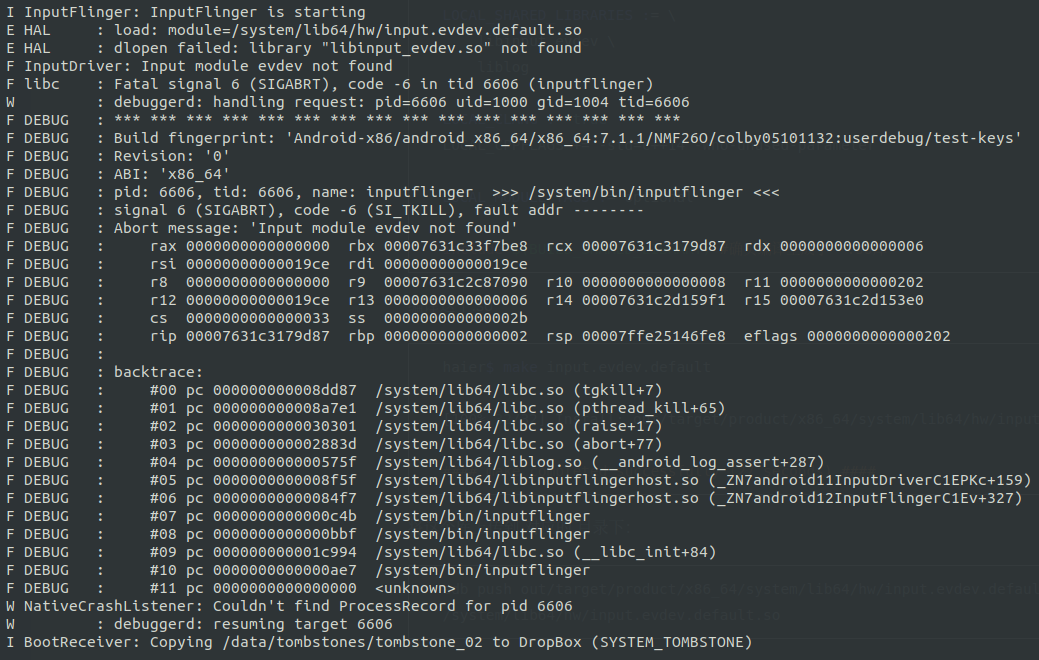 I InputFlinger: InputFlinger is starting
E HAL     : load: module=/system/lib64/hw/input.evdev.default.so
E HAL     : dlopen failed: library "libinput_evdev.so" not found
F InputDriver: Input module evdev not found
F libc    : Fatal signal 6 (SIGABRT), code -6 in tid 6606 (inputflinger)
W         : debuggerd: handling request: pid=6606 uid=1000 gid=1004 tid=6606
F DEBUG   : *** *** *** *** *** *** *** *** *** *** *** *** *** *** *** ***
F DEBUG   : Build fingerprint: 'Android-x86/android_x86_64/x86_64:7.1.1/NMF26O/colby05101132:userdebug/test-keys'
F DEBUG   : Revision: '0'
F DEBUG   : ABI: 'x86_64'
F DEBUG   : pid: 6606, tid: 6606, name: inputflinger  >>> /system/bin/inputflinger <<<
F DEBUG   : signal 6 (SIGABRT), code -6 (SI_TKILL), fault addr --------
F DEBUG   : Abort message: 'Input module evdev not found'
F DEBUG   :     rax 0000000000000000  rbx 00007631c33f7be8  rcx 00007631c3179d87  rdx 0000000000000006
F DEBUG   :     rsi 00000000000019ce  rdi 00000000000019ce
F DEBUG   :     r8  0000000000000000  r9  00007631c2c87090  r10 0000000000000008  r11 0000000000000202
F DEBUG   :     r12 00000000000019ce  r13 0000000000000006  r14 00007631c2d159f1  r15 00007631c2d153e0
F DEBUG   :     cs  0000000000000033  ss  000000000000002b
F DEBUG   :     rip 00007631c3179d87  rbp 0000000000000002  rsp 00007ffe25146fe8  eflags 0000000000000202
F DEBUG   :
F DEBUG   : backtrace:
F DEBUG   :     #00 pc 000000000008dd87  /system/lib64/libc.so (tgkill+7)
F DEBUG   :     #01 pc 000000000008a7e1  /system/lib64/libc.so (pthread_kill+65)
F DEBUG   :     #02 pc 0000000000030301  /system/lib64/libc.so (raise+17)
F DEBUG   :     #03 pc 000000000002883d  /system/lib64/libc.so (abort+77)
F DEBUG   :     #04 pc 000000000000575f  /system/lib64/liblog.so (__android_log_assert+287)
F DEBUG   :     #05 pc 0000000000008f5f  /system/lib64/libinputflingerhost.so (_ZN7android11InputDriverC1EPKc+159)
F DEBUG   :     #06 pc 00000000000084f7  /system/lib64/libinputflingerhost.so (_ZN7android12InputFlingerC1Ev+327)
F DEBUG   :     #07 pc 0000000000000c4b  /system/bin/inputflinger
F DEBUG   :     #08 pc 0000000000000bbf  /system/bin/inputflinger
F DEBUG   :     #09 pc 000000000001c994  /system/lib64/libc.so (__libc_init+84)
F DEBUG   :     #10 pc 0000000000000ae7  /system/bin/inputflinger
F DEBUG   :     #11 pc 0000000000000000  <unknown>
W NativeCrashListener: Couldn't find ProcessRecord for pid 6606
W         : debuggerd: resuming target 6606
I BootReceiver: Copying /data/tombstones/tombstone_02 to DropBox (SYSTEM_TOMBSTONE)